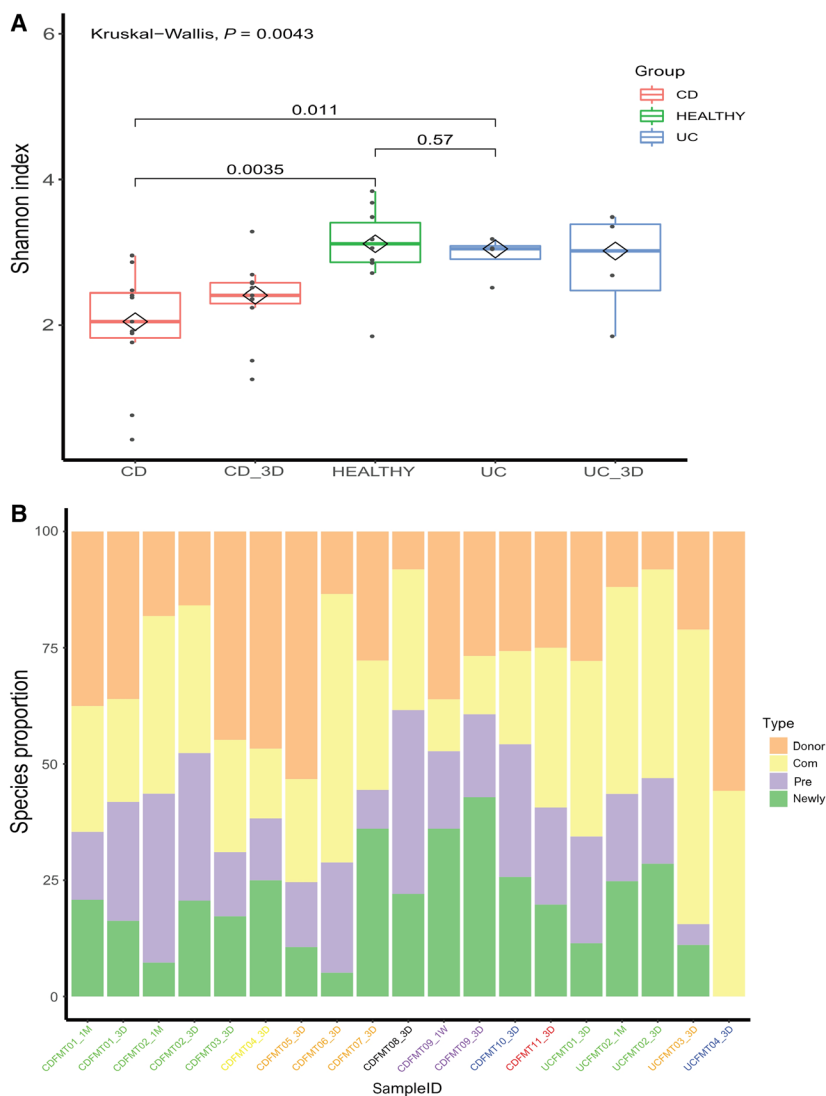 A
Kruskal–Wallis, P = 0.0043
Shannon index
6
4
2
0.011
0.57
0.0035
Group
CD
HEALTHY
UC
CD
CD_3D
HEALTHY
UC
UC_3D
B
Species proportion
100
75
50
25
0
Type
Donor
Com
Pre
Newly
CDFMT01_1M
CDFMT01_3D
CDFMT02_1M
CDFMT02_3D
CDFMT03_3D
CDFMT04_3D
CDFMT05_3D
CDFMT06_3D
CDFMT07_3D
CDFMT08_3D
CDFMT09_1W
CDFMT09_3D
CDFMT10_3D
CDFMT11_3D
UCFMT01_3D
UCFMT02_1M
UCFMT02_3D
UCFMT03_3D
UCFMT04_3D
SampleID